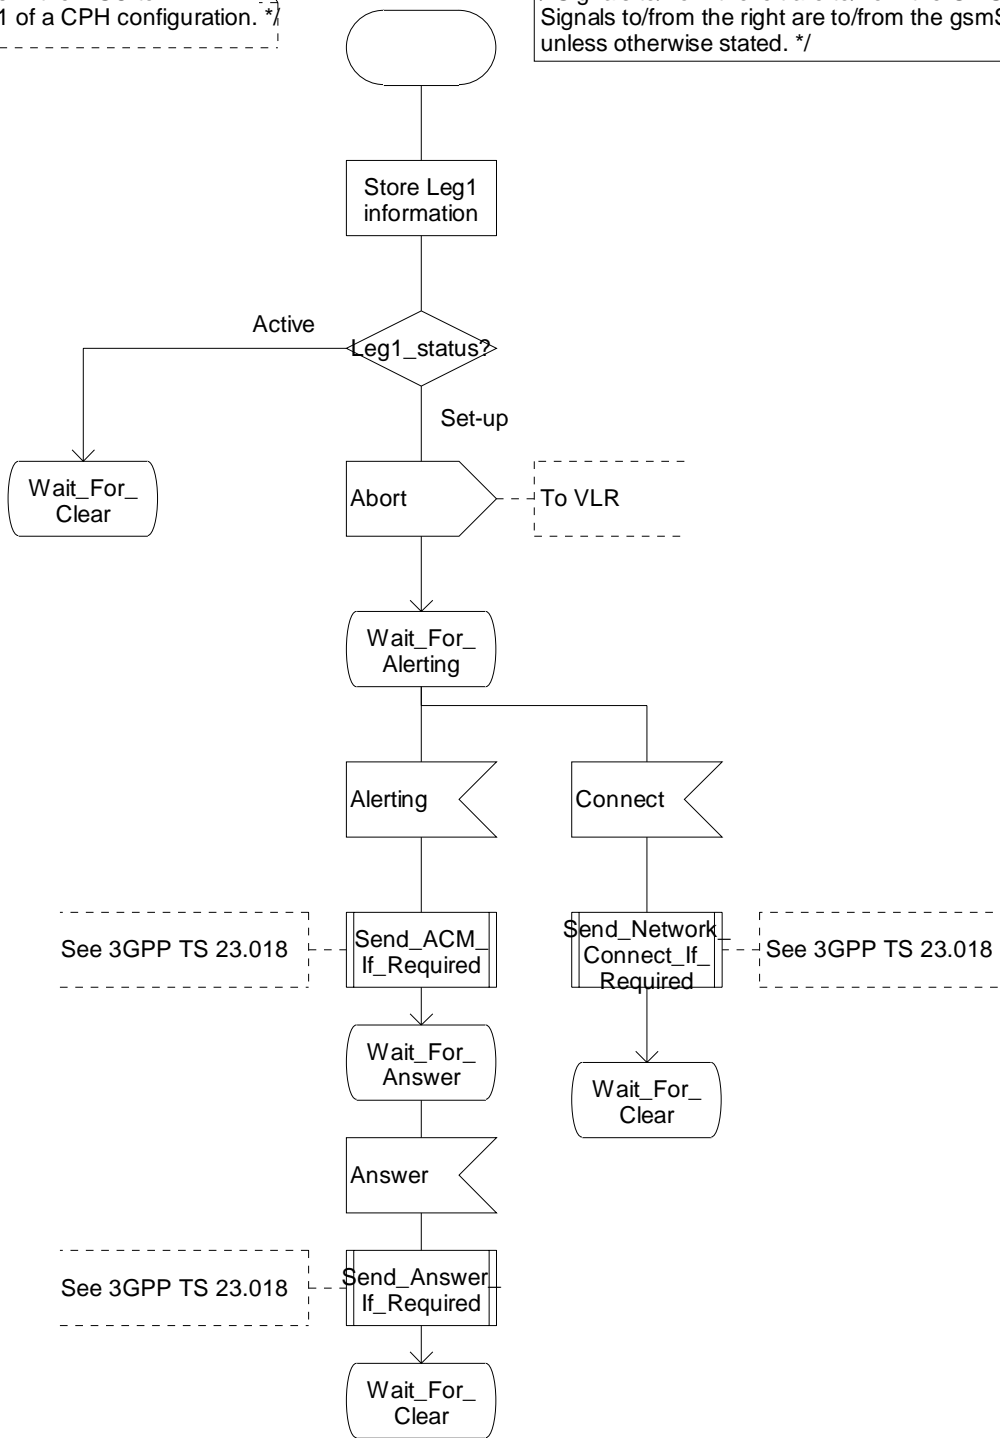 1 of a CPH configuration. */
Signals to/from the right are to/from the gsmS
unless otherwise stated. */
Store Leg1
information
Active
Leg1_status?
Set-up
Wait_For_
Clear
Abort
To VLR
Wait_For_
Alerting
Alerting
Connect
See 3GPP TS 23.018
Send_ACM_
If_Required
Send_Network_
Connect_If_
Required
See 3GPP TS 23.018
Wait_For_
Answer
Wait_For_
Clear
Answer
See 3GPP TS 23.018
Send_Answer_
If_Required
Wait_For_
Clear